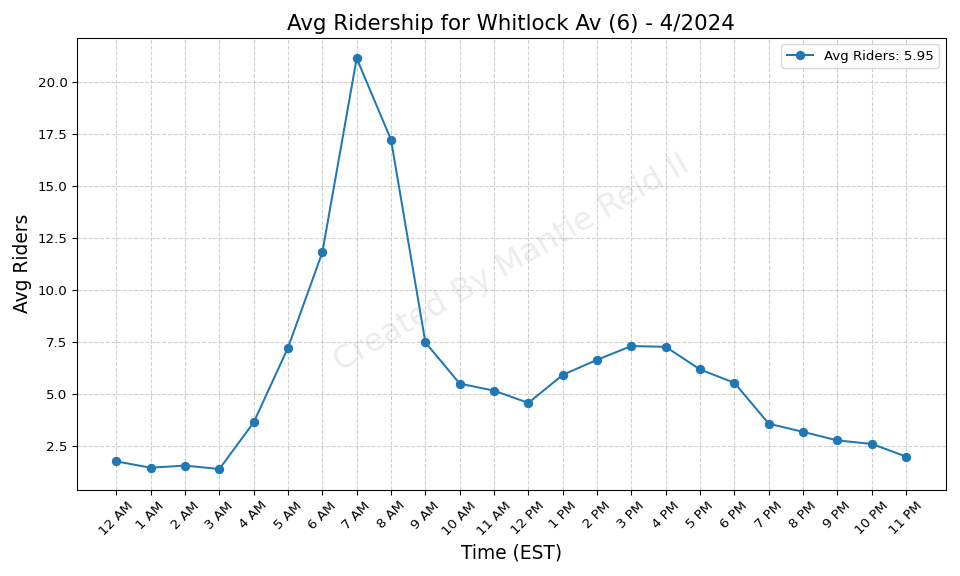 Avg Ridership for Whitlock Av (6) - 4/2024
Avg Riders: 5.95
Avg Riders
20.0
17.5
15.0
12.5
10.0
7.5
5.0
2.5
Created By Mantie Reid II
12 AM
1 AM
2 AM
3 AM
4 AM
5 AM
6 AM
7 AM
8 AM
9 AM
10 AM
11 AM
12 PM
1 PM
2 PM
3 PM
4 PM
5 PM
6 PM
7 PM
8 PM
9 PM
10 PM
11 PM
Time (EST)